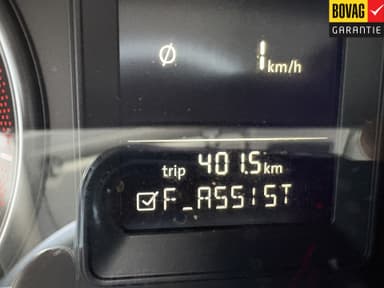 BOVAG
GARANTIE
Ø 1 km/h
trip 401.5 km
F_ASSIST